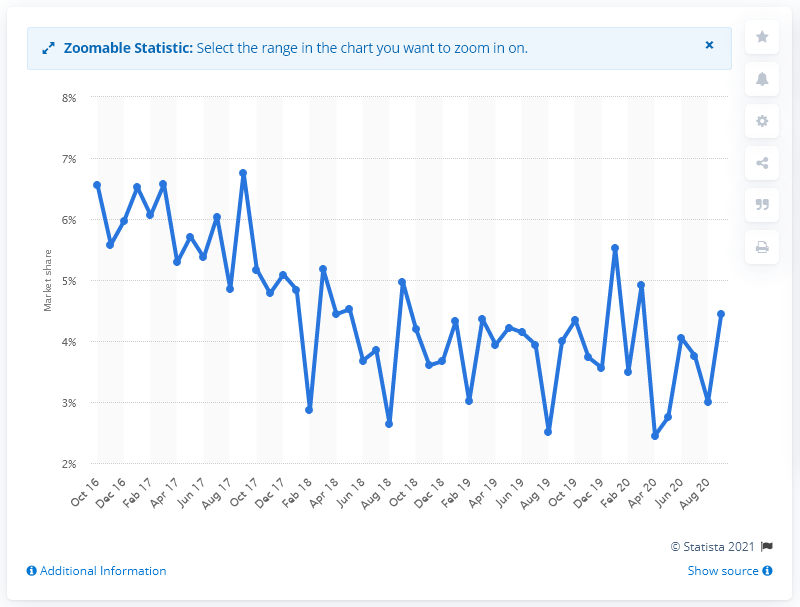 Zoomable Statistic: Select the range in the chart you want to zoom in on.
8%
7%
6%
5%
4%
3%
2%
Market share
Oct 16
Dec 16
Feb 17
Apr 17
Jun 17
Aug 17
Oct 17
Dec 17
Feb 18
Apr 18
Jun 18
Aug 18
Oct 18
Dec 18
Feb 19
Apr 19
Jun 19
Aug 19
Oct 19
Dec 19
Feb 20
Apr 20
Jun 20
Aug 20
© Statista 2021
Additional Information
Show source